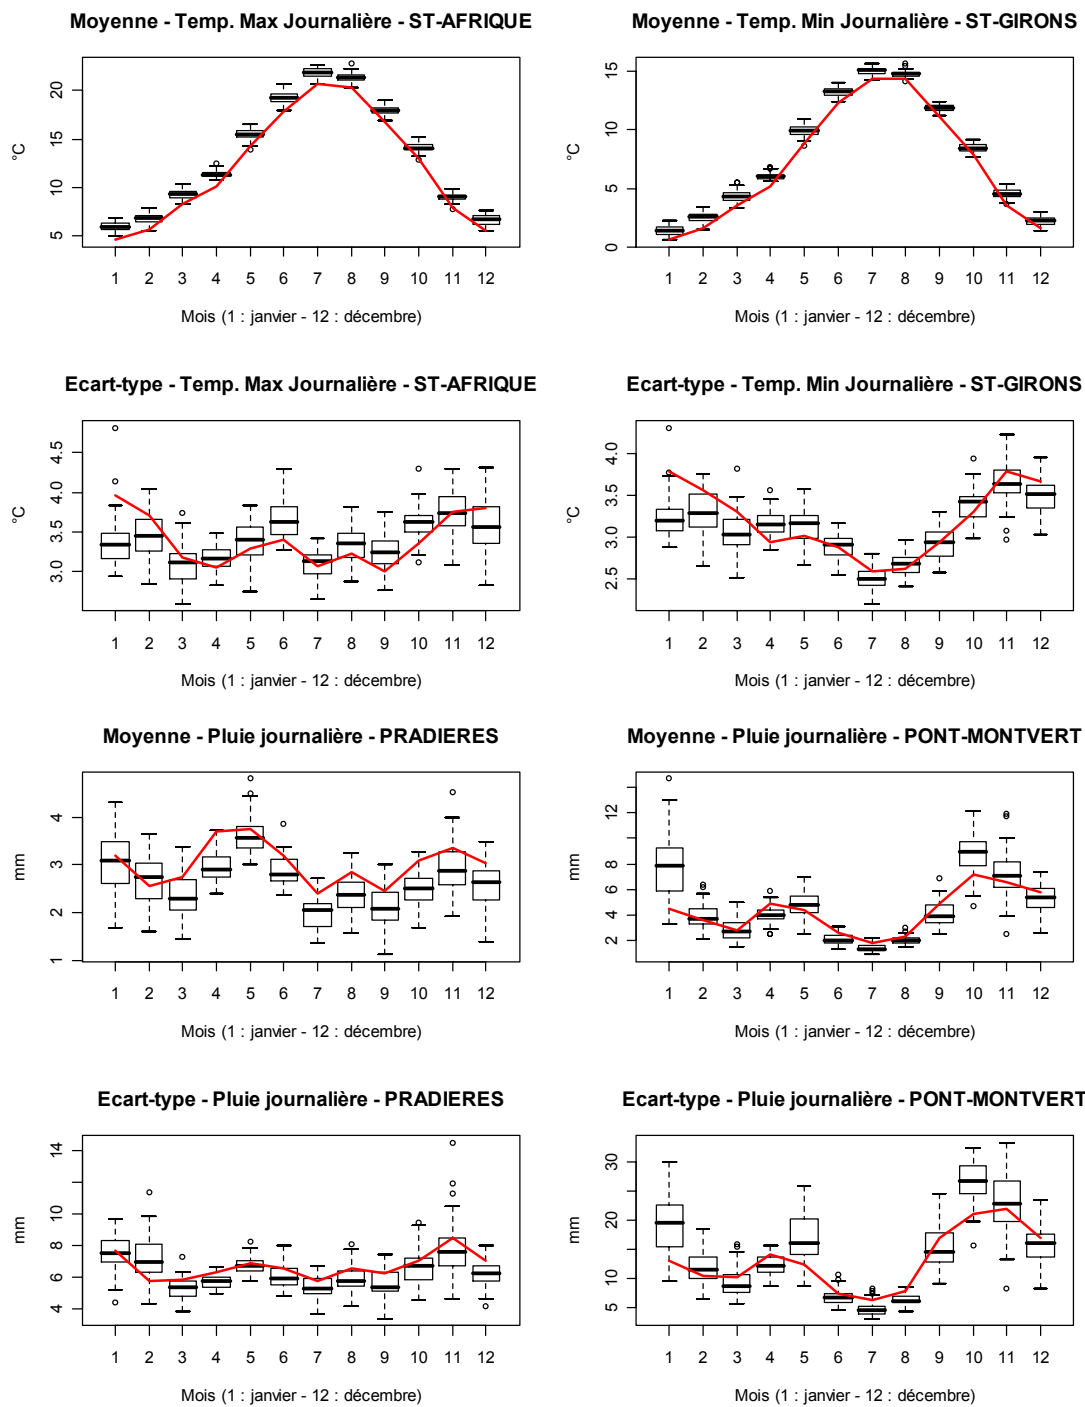 Moyenne - Temp. Max Journalière - ST-AFRIQUE
°C
20
15
10
5
1 2 3 4 5 6 7 8 9 10 11 12
Mois (1 : janvier - 12 : décembre)
Moyenne - Temp. Min Journalière - ST-GIRONS
°C
15
10
5
0
1 2 3 4 5 6 7 8 9 10 11 12
Mois (1 : janvier - 12 : décembre)
Ecart-type - Temp. Max Journalière - ST-AFRIQUE
°C
4.5
4.0
3.5
3.0
1 2 3 4 5 6 7 8 9 10 11 12
Mois (1 : janvier - 12 : décembre)
Ecart-type - Temp. Min Journalière - ST-GIRONS
°C
4.0
3.5
3.0
2.5
1 2 3 4 5 6 7 8 9 10 11 12
Mois (1 : janvier - 12 : décembre)
Moyenne - Pluie journalière - PRADIERES
mm
4
3
2
1
1 2 3 4 5 6 7 8 9 10 11 12
Mois (1 : janvier - 12 : décembre)
Moyenne - Pluie journalière - PONT-MONTVERT
mm
12
8
6
4
2
1 2 3 4 5 6 7 8 9 10 11 12
Mois (1 : janvier - 12 : décembre)
Ecart-type - Pluie journalière - PRADIERES
mm
14
10
8
6
4
1 2 3 4 5 6 7 8 9 10 11 12
Mois (1 : janvier - 12 : décembre)
Ecart-type - Pluie journalière - PONT-MONTVERT
mm
30
20
10
5
1 2 3 4 5 6 7 8 9 10 11 12
Mois (1 : janvier - 12 : décembre)